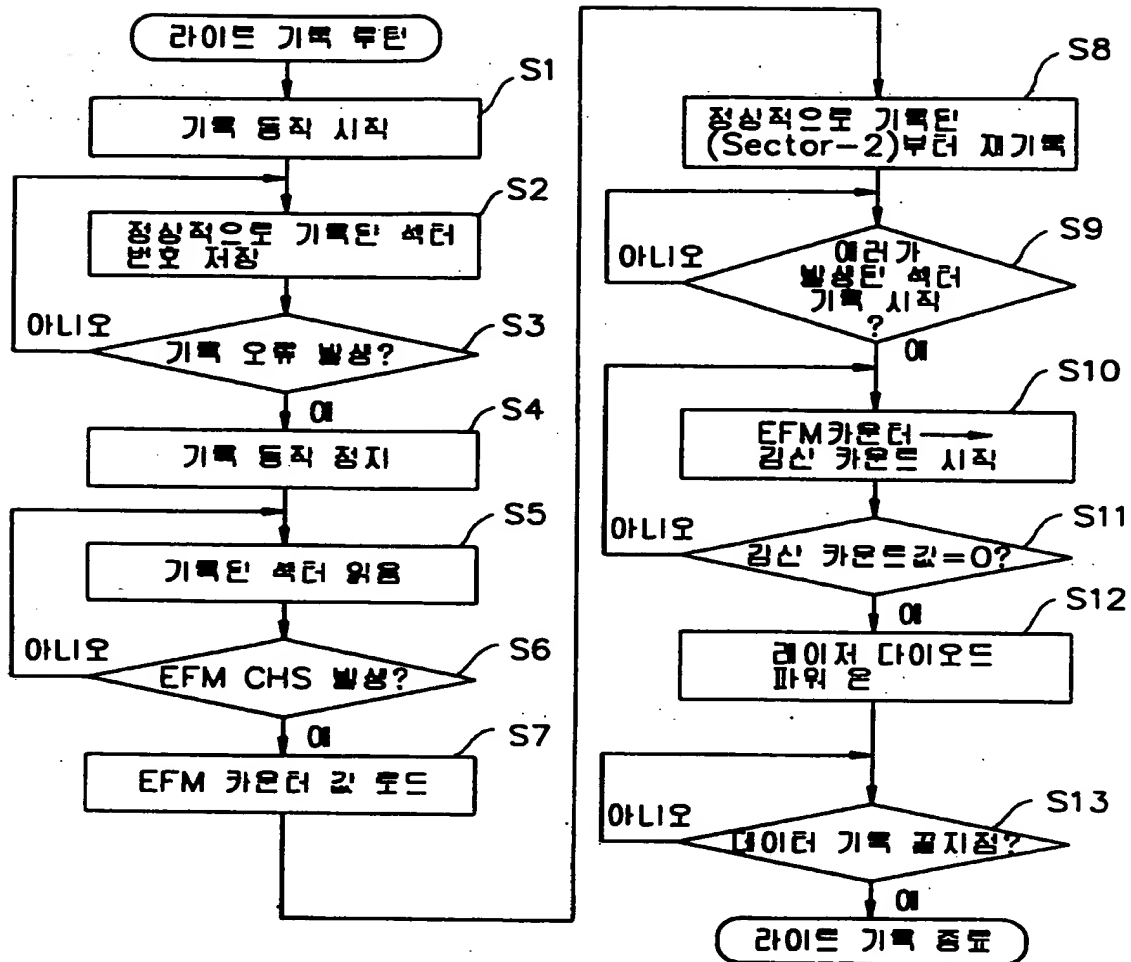 라이트 기록 루틴
S1
기록 동작 시작
S2
정상적으로 기록된 섹터
번호 저장
아니오
S3
기록 오류 발생?
예
S4
기록 동작 정지
S5
기록된 섹터 읽음
아니오
S6
EFM CHS 발생?
예
S7
EFM 카운터 값 로드
S8
정상적으로 기록된
(Sector-2)부터 재기록
S9
아니오
에러가
발생된 섹터
기록 시작
?
예
S10
EFM카운터
감산 카운트 시작
S11
아니오
감산 카운트값=0?
예
S12
레이저 다이오드
파워 온
S13
아니오
데이터 기록 끝지점?
예
라이트 기록 종료